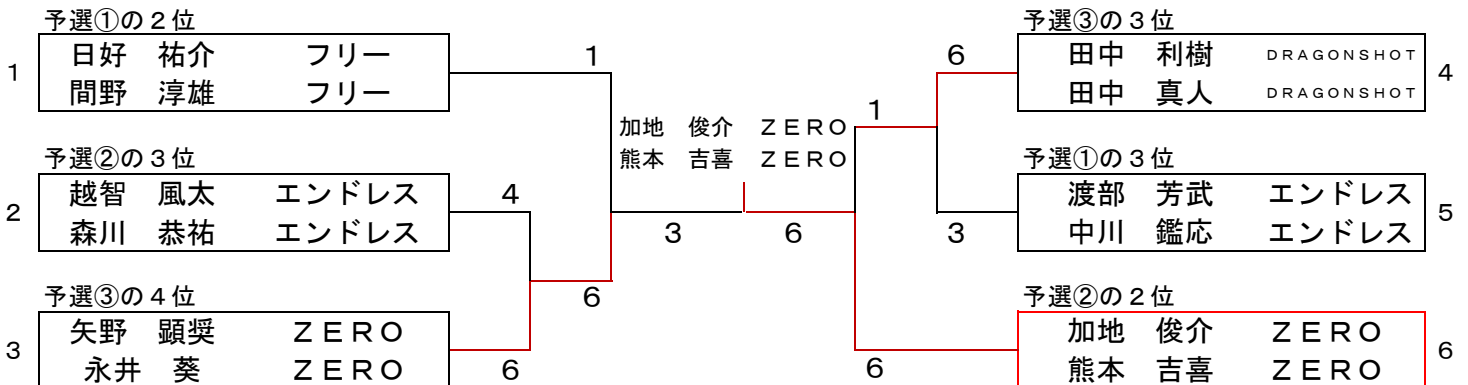 予選①の２位
1
日好　祐介　フリー
間野　淳雄　フリー
予選②の３位
2
越智　風太　エンドレス
森川　恭祐　エンドレス
予選③の４位
3
矢野　顕奨　ＺＥＲＯ
永井　葵　ＺＥＲＯ
1
4
6
6
加地　俊介　ＺＥＲＯ
熊本　吉喜　ＺＥＲＯ
3
6
6
1
3
6
予選③の３位
田中　利樹　ＤＲＡＧＯＮＳＨＯＴ
田中　真人　ＤＲＡＧＯＮＳＨＯＴ
4
予選①の３位
渡部　芳武　エンドレス
中川　鑑応　エンドレス
5
予選②の２位
加地　俊介　ＺＥＲＯ
熊本　吉喜　ＺＥＲＯ
6